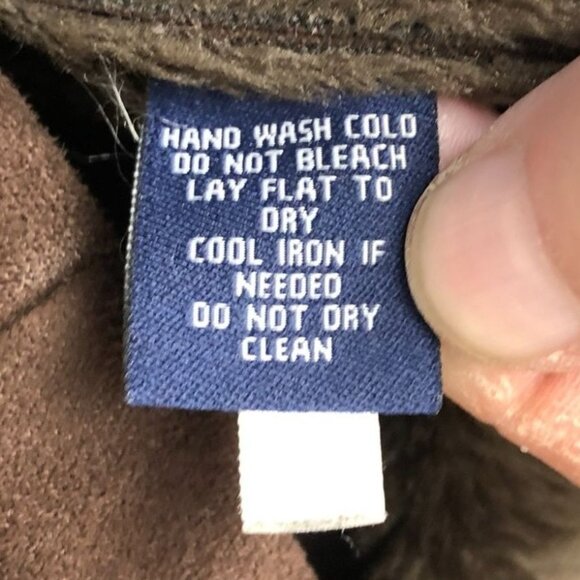 HAND WASH COLD
DO NOT BLEACH
LAY FLAT TO
DRY
COOL IRON IF
NEEDED
DO NOT DRY
CLEAN